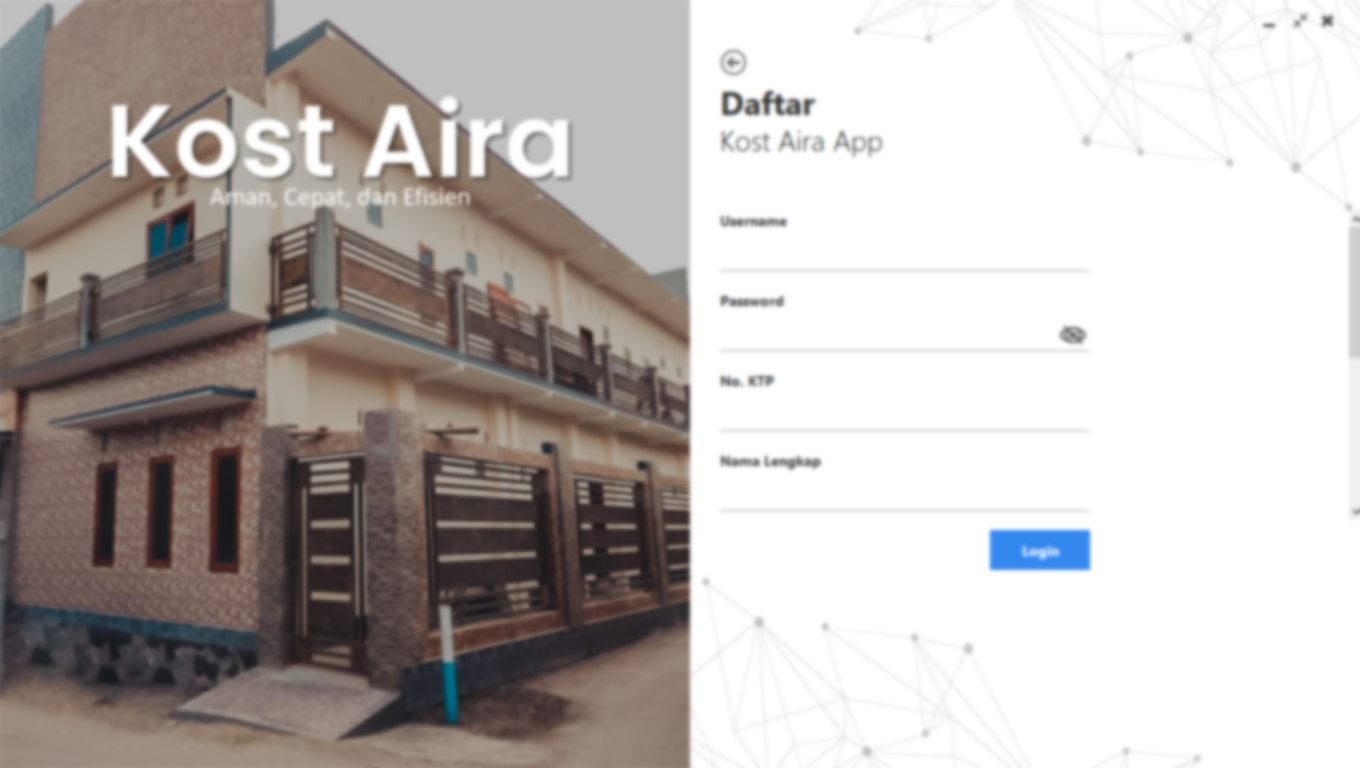 Kost Aira
Aman, Cepat, dan Efisien
Daftar
Kost Aira App
Username
Password
No. KTP
Nama Lengkap
Login